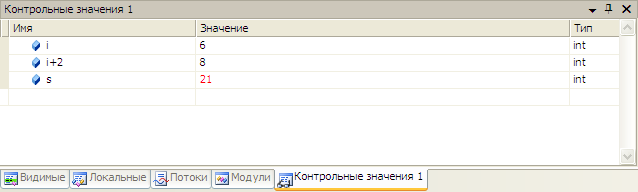 Контрольные значения 1
Имя Значение Тип
i 6 int
i+2 8 int
s 21 int
Видимые Локальные Потоки Модули Контрольные значения 1